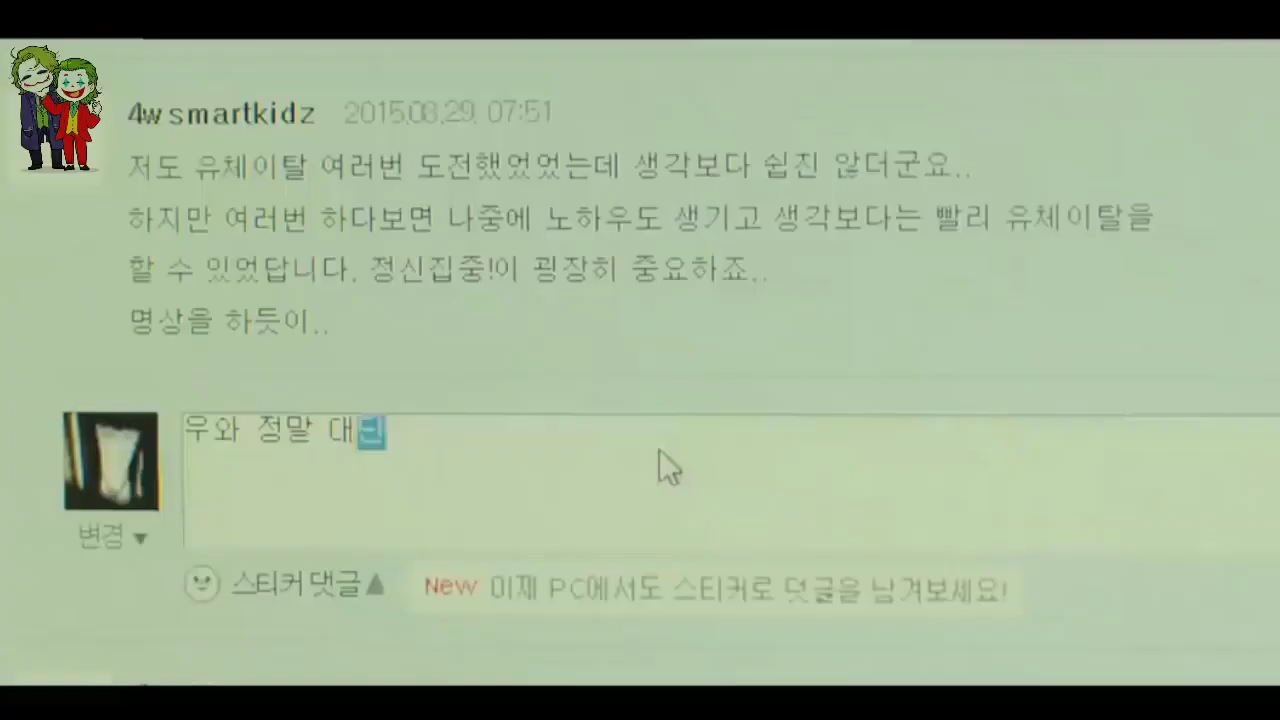 4wsmartkidz 2015.08.29. 07:51
저도 유체이탈 여러번 도전했었었는데 생각보다 쉽진 않더군요..
하지만 여러번 하다보면 나중에 노하우도 생기고 생각보다는 빨리 유체이탈을
할 수 있었답니다. 정신집중!이 굉장히 중요하죠..
명상을 하듯이..
우와 정말 대
변경 ▼
스티커 댓글▲ New 이제 PC에서도 스티커로 덧글을 남겨보세요!